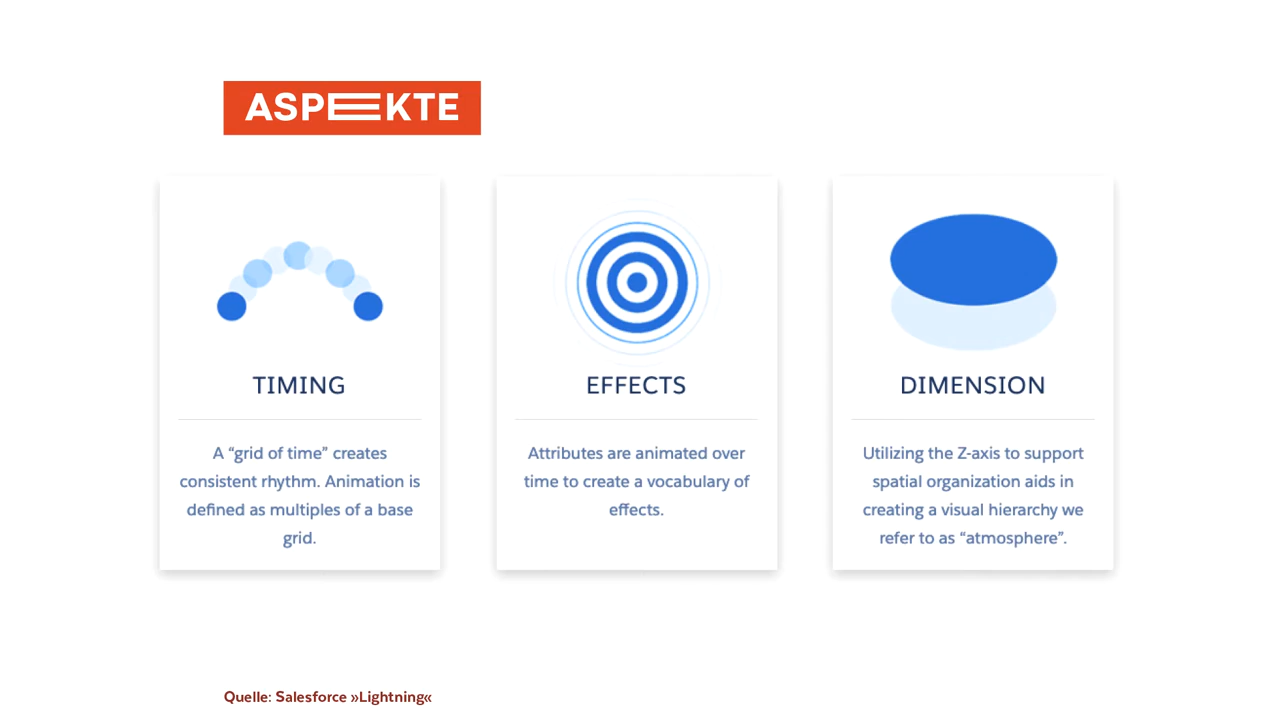 ASPEKTE
TIMING
A “grid of time” creates
consistent rhythm. Animation is
defined as multiples of a base
grid.
EFFECTS
Attributes are animated over
time to create a vocabulary of
effects.
DIMENSION
Utilizing the Z-axis to support
spatial organization aids in
creating a visual hierarchy we
refer to as “atmosphere”.
Quelle: Salesforce »Lightning«